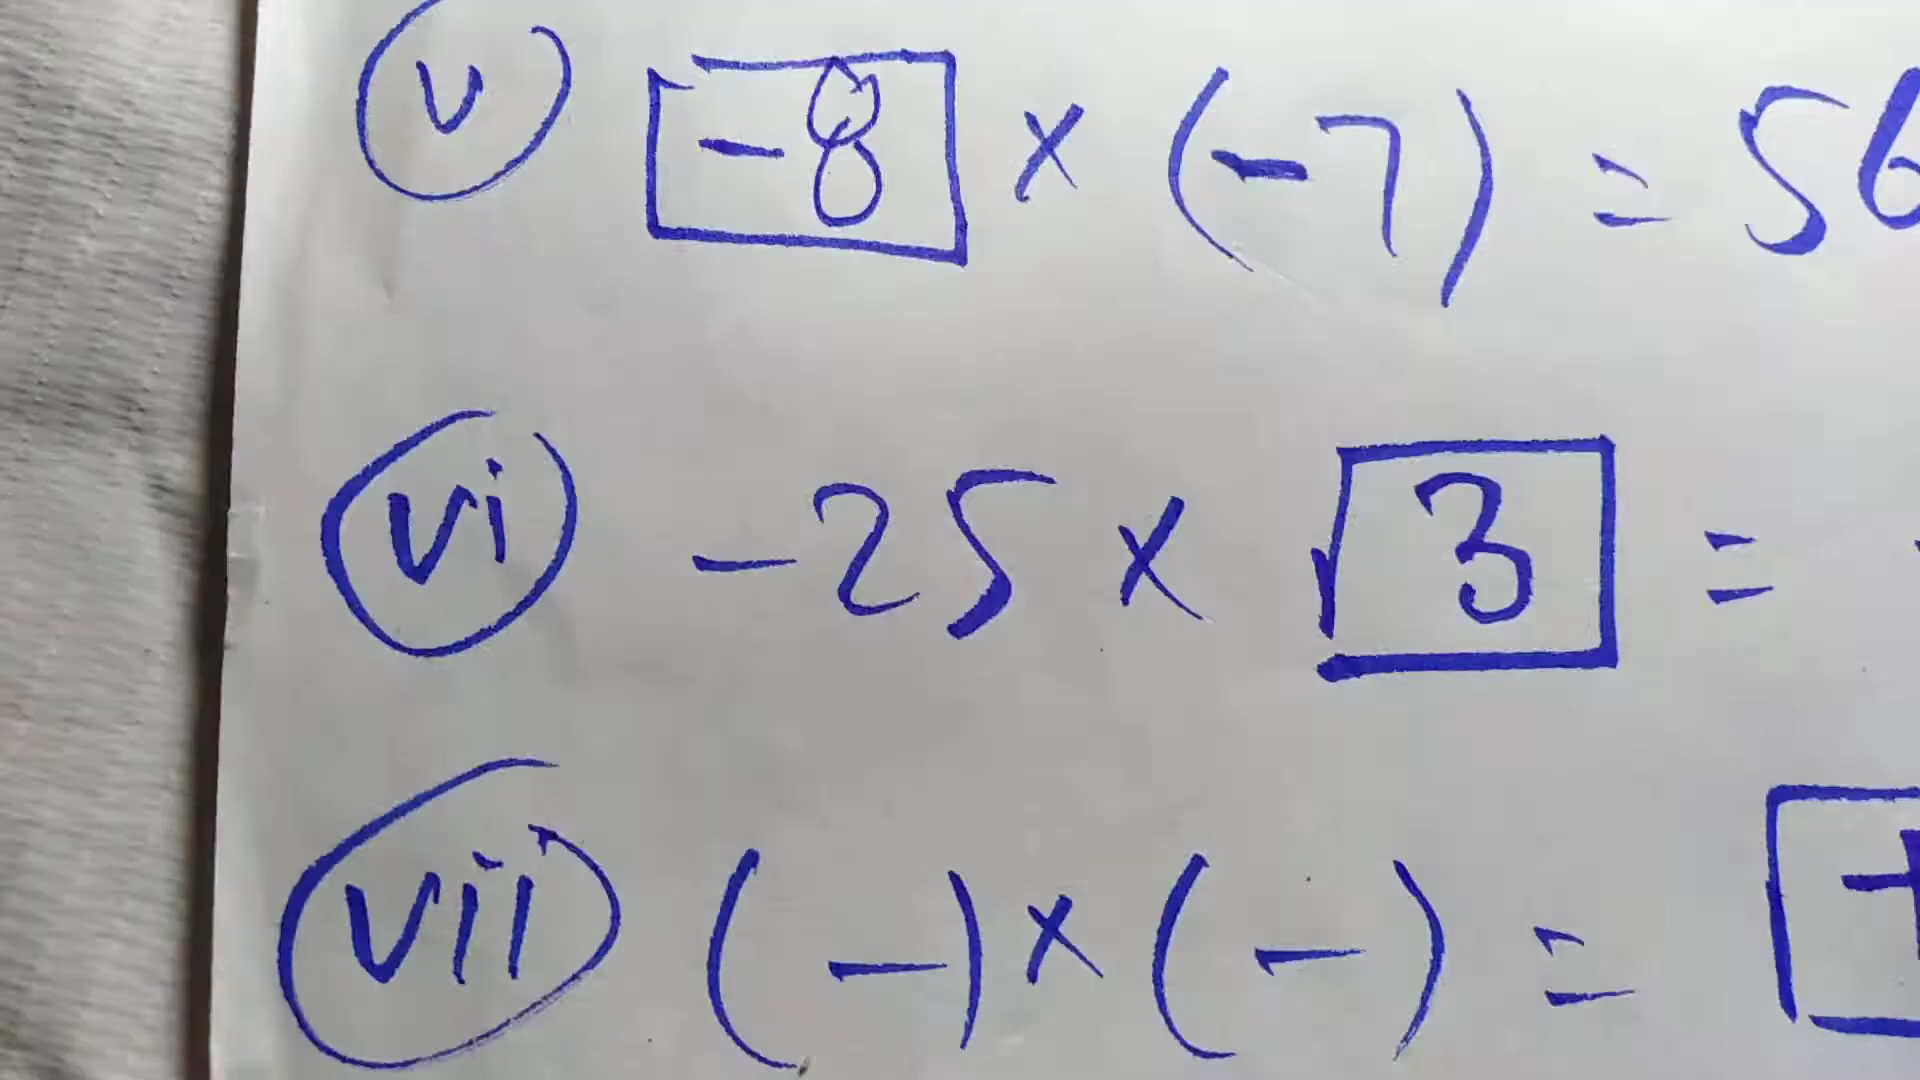 v -8 × (-7) = 56
vi -25 × 3 =
vii (-) × (-) = +